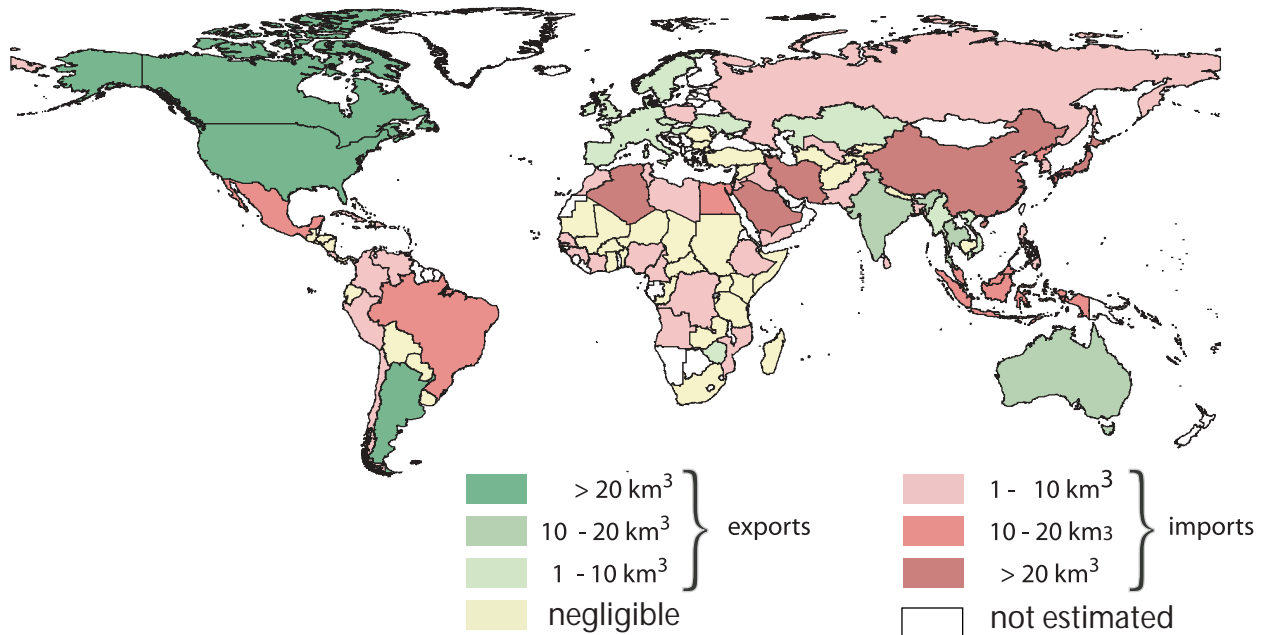 > 20 km³
10 - 20 km³
1 - 10 km³
exports
negligible
1 - 10 km³
10 - 20 km3
> 20 km³
imports
not estimated